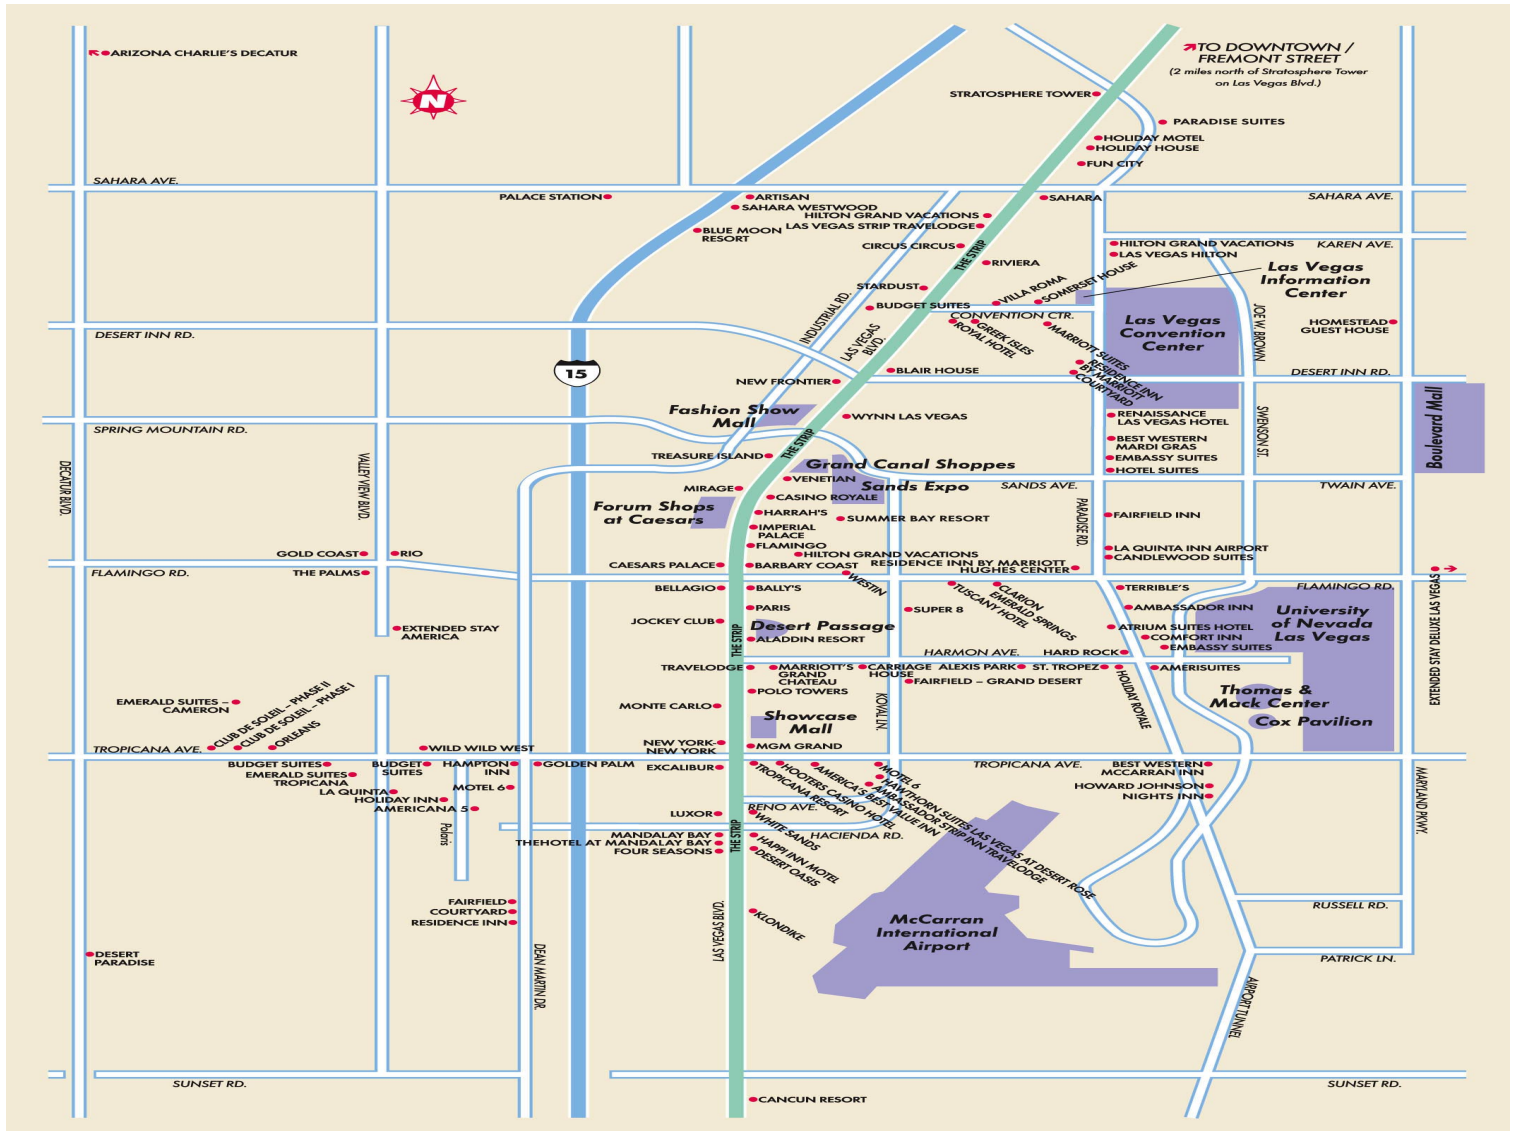 ARIZONA CHARLIE'S DECATUR
N
TO DOWNTOWN /
FREMONT STREET
(2 miles north of Stratosphere Tower
on Las Vegas Blvd.)
STRATOSPHERE TOWER
PARADISE SUITES
HOLIDAY MOTEL
HOLIDAY HOUSE
FUN CITY
SAHARA AVE.
PALACE STATION
ARTISAN
SAHARA
SAHARA AVE.
SAHARA WESTWOOD
HILTON GRAND VACATIONS
LAS VEGAS STRIP TRAVELODGE
BLUE MOON
RESORT
CIRCUS CIRCUS
THE STRIP
RIVIERA
HILTON GRAND VACATIONS
KAREN AVE.
LAS VEGAS HILTON
Las Vegas
Information
Center
STARDUST
VILLA ROMA
SOMERSET HOUSE
BUDGET SUITES
INDUSTRIAL RD.
LAS VEGAS
BLVD.
CONVENTION CTR.
ROYAL HOTEL
GREEK ISLES
MARRIOTT SUITES
RESIDENCE INN
BY MARRIOTT
COURTYARD
Las Vegas
Convention
Center
JOE W. BROWN
HOMESTEAD
GUEST HOUSE
DESERT INN RD.
15
BLAIR HOUSE
DESERT INN RD.
NEW FRONTIER
Fashion Show
Mall
WYNN LAS VEGAS
RENAISSANCE
LAS VEGAS HOTEL
SWENSON ST.
Boulevard Mall
SPRING MOUNTAIN RD.
THE STRIP
BEST WESTERN
MARDI GRAS
TREASURE ISLAND
EMBASSY SUITES
HOTEL SUITES
Grand Canal Shoppes
VENETIAN
Sands Expo
SANDS AVE.
TWAIN AVE.
DECATUR BLVD.
VALLEY VIEW BLVD.
MIRAGE
CASINO ROYALE
Forum Shops
at Caesars
HARRAH'S
SUMMER BAY RESORT
PARADISE RD.
FAIRFIELD INN
IMPERIAL
PALACE
FLAMINGO
GOLD COAST
RIO
HILTON GRAND VACATIONS
LA QUINTA INN AIRPORT
CANDLEWOOD SUITES
CAESARS PALACE
BARBARY COAST
RESIDENCE INN BY MARRIOTT
HUGHES CENTER
FLAMINGO RD.
THE PALMS
WESTIN
BELLAGIO
BALLY'S
TUSCANY HOTEL
CLARION
EMERALD SPRINGS
TERRIBLE'S
FLAMINGO RD.
EXTENDED STAY DELUXE LAS VEGAS
PARIS
SUPER 8
AMBASSADOR INN
University
of Nevada
Las Vegas
JOCKEY CLUB
THE STRIP
Desert Passage
ALADDIN RESORT
EXTENDED STAY
AMERICA
ATRIUM SUITES HOTEL
COMFORT INN
EMBASSY SUITES
HARMON AVE.
HARD ROCK
TRAVELODGE
MARRIOTT'S
GRAND
CHATEAU
CARRIAGE
HOUSE
ALEXIS PARK
ST. TROPEZ
AMERISUITES
HOLIDAY ROYALE
FAIRFIELD – GRAND DESERT
POLO TOWERS
KOVAL LN.
Thomas &
Mack Center
Cox Pavilion
EMERALD SUITES –
CAMERON
CLUB DE SOLEIL – PHASE II
CLUB DE SOLEIL – PHASE I
ORLEANS
MONTE CARLO
Showcase
Mall
TROPICANA AVE.
WILD WILD WEST
NEW YORK-
NEW YORK
MGM GRAND
BUDGET SUITES
BUDGET
SUITES
HAMPTON
INN
GOLDEN PALM
EXCALIBUR
TROPICANA AVE.
BEST WESTERN
MCCARRAN INN
EMERALD SUITES
TROPICANA
LA QUINTA
MOTEL 6
HOLIDAY INN
AMERICANA 5
TROPICANA RESORT
HOOTERS CASINO HOTEL
AMERICA'S BEST VALUE INN
MOTEL 6
HAWTHORN SUITES LAS VEGAS AT DESERT ROSE
AMBASSADOR STRIP INN TRAVELODGE
HOWARD JOHNSON
NIGHTS INN
MARYLAND PKWY.
LUXOR
RENO AVE.
WHITE SANDS
Polaris
THE STRIP
MANDALAY BAY
THEHOTEL AT MANDALAY BAY
FOUR SEASONS
HACIENDA RD.
HAPPI INN MOTEL
DESERT OASIS
FAIRFIELD
COURTYARD
RESIDENCE INN
LAS VEGAS BLVD.
KLONDIKE
McCarran
International
Airport
RUSSELL RD.
DESERT
PARADISE
DEAN MARTIN DR.
PATRICK LN.
AIRPORT TUNNEL
SUNSET RD.
SUNSET RD.
CANCUN RESORT